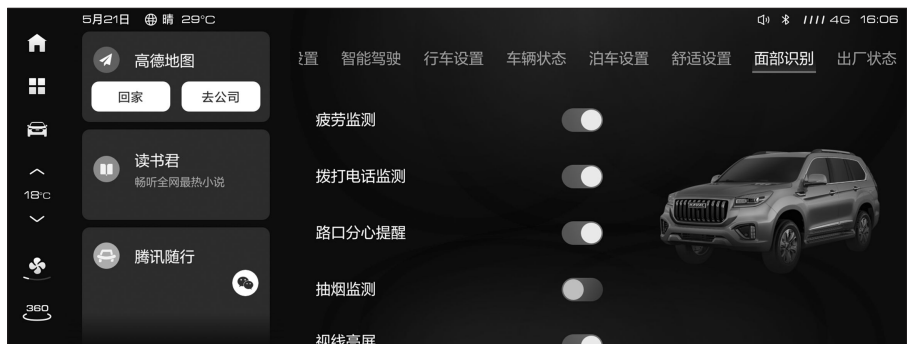 5月21日 晴 29°C
4G 16:06
高德地图
回家 去公司
读书君
畅听全网最热小说
腾讯随行
18°C
360
置 智能驾驶 行车设置 车辆状态 泊车设置 舒适设置 面部识别 出厂状态
疲劳监测
拨打电话监测
路口分心提醒
抽烟监测
视线亮屏